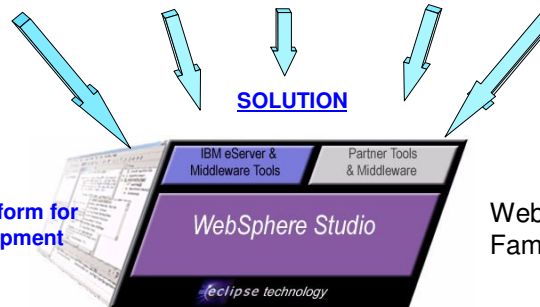 SOLUTION
IBM eServer &
Middleware Tools
Partner Tools
& Middleware
form for
pment
WebSphere Studio
Web
Fam
eclipse technology